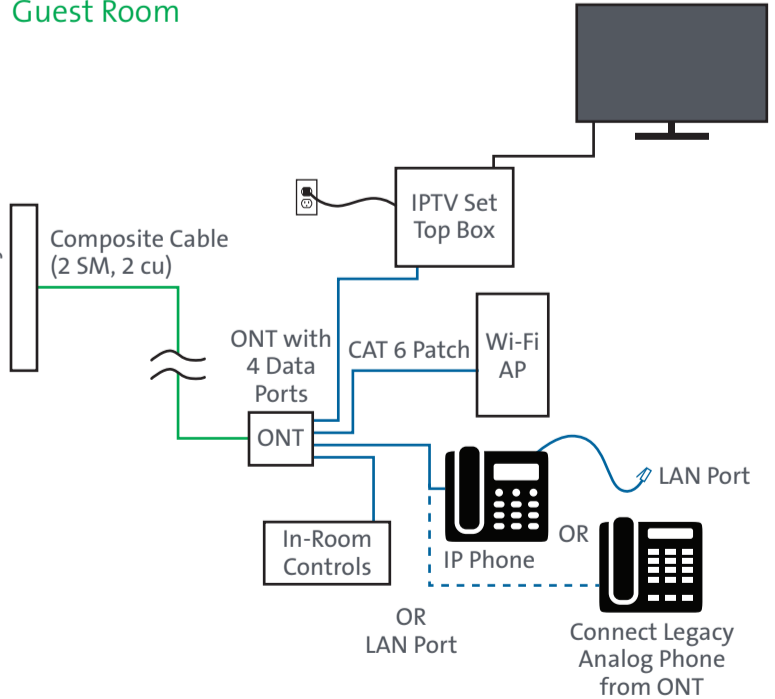 Guest Room
IPTV Set
Top Box
Composite Cable
(2 SM, 2 cu)
ONT with
4 Data
Ports
CAT 6 Patch
Wi-Fi
AP
ONT
LAN Port
In-Room
Controls
IP Phone
OR
OR
LAN Port
Connect Legacy
Analog Phone
from ONT